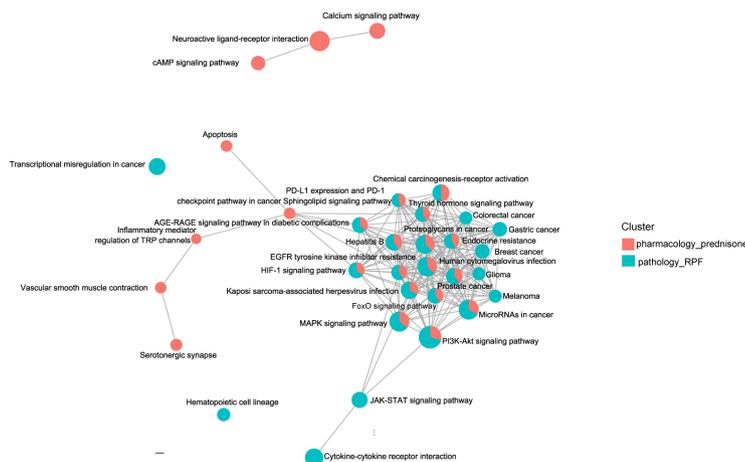 Calcium signaling pathway
Neuroactive ligand-receptor interaction
cAMP signaling pathway
Apoptosis
Transcriptional misregulation in cancer
Chemical carcinogenesis-receptor activation
PD-L1 expression and PD-1
checkpoint pathway in cancer
Sphingolipid signaling pathway
Thyroid hormone signaling pathway
Colorectal cancer
AGE-RAGE signaling pathway in diabetic complications
Proteoglycans in cancer
Gastric cancer
Inflammatory mediator
regulation of TRP channels
Hepatitis B
Endocrine resistance
Breast cancer
EGFR tyrosine kinase inhibitor resistance
Human cytomegalovirus infection
HIF-1 signaling pathway
Glioma
Vascular smooth muscle contraction
Kaposi sarcoma-associated herpesvirus infection
Prostate cancer
Melanoma
FoxO signaling pathway
MicroRNAs in cancer
MAPK signaling pathway
PI3K-Akt signaling pathway
Serotonergic synapse
Hematopoietic cell lineage
JAK-STAT signaling pathway
Cytokine-cytokine receptor interaction
Cluster
pharmacology_prednisone
pathology_RPF